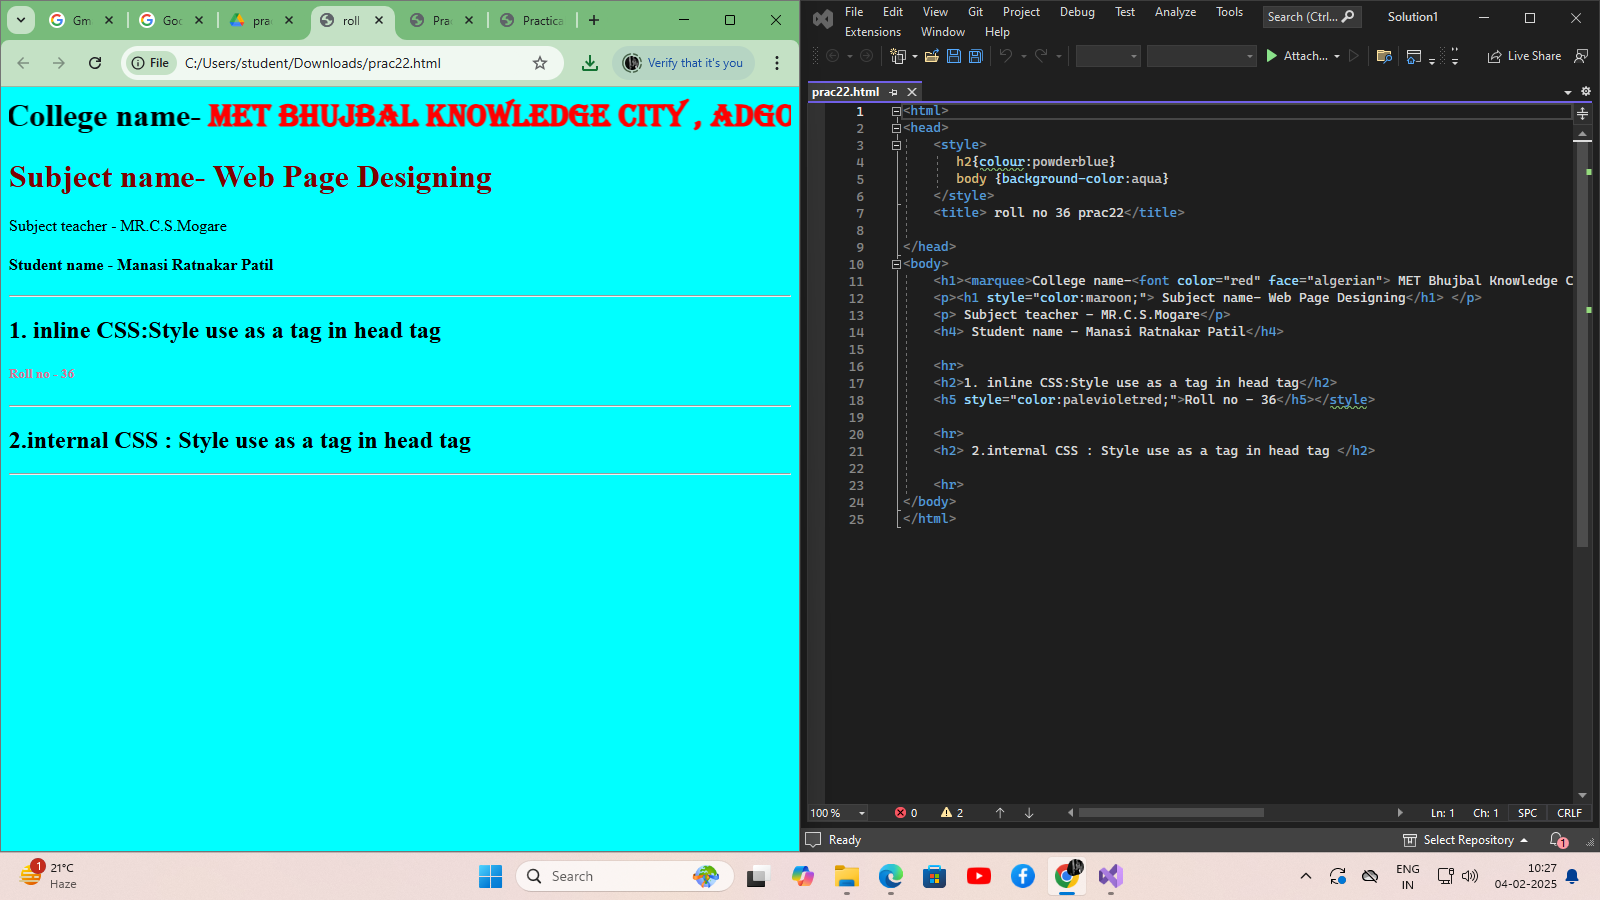 Gm
Goo
pra
roll
Pra
Practica
File
C:/Users/student/Downloads/prac22.html
Verify that it's you
College name- MET BHUJBAL KNOWLEDGE CITY , ADGO
Subject name- Web Page Designing
Subject teacher - MR.C.S.Mogare
Student name - Manasi Ratnakar Patil
1. inline CSS:Style use as a tag in head tag
Roll no - 36
2.internal CSS : Style use as a tag in head tag
File Edit View Git Project Debug Test Analyze Tools
Extensions Window Help
Search (Ctrl...
Solution1
Attach...
Live Share
prac22.html
1 <html>
2 <head>
3 <style>
4 h2{colour:powderblue}
5 body {background-color:aqua}
6 </style>
7 <title> roll no 36 prac22</title>
8
9 </head>
10 <body>
11 <h1><marquee>College name-<font color="red" face="algerian"> MET Bhujbal Knowledge C
12 <p><h1 style="color:maroon;"> Subject name- Web Page Designing</h1> </p>
13 <p> Subject teacher - MR.C.S.Mogare</p>
14 <h4> Student name - Manasi Ratnakar Patil</h4>
15
16 <hr>
17 <h2>1. inline CSS:Style use as a tag in head tag</h2>
18 <h5 style="color:palevioletred;">Roll no - 36</h5></style>
19
20 <hr>
21 <h2> 2.internal CSS : Style use as a tag in head tag </h2>
22
23 <hr>
24 </body>
25 </html>
100 %
0
2
Ln: 1 Ch: 1 SPC CRLF
Ready
Select Repository
1
1
21°C
Haze
Search
ENG
IN
10:27
04-02-2025